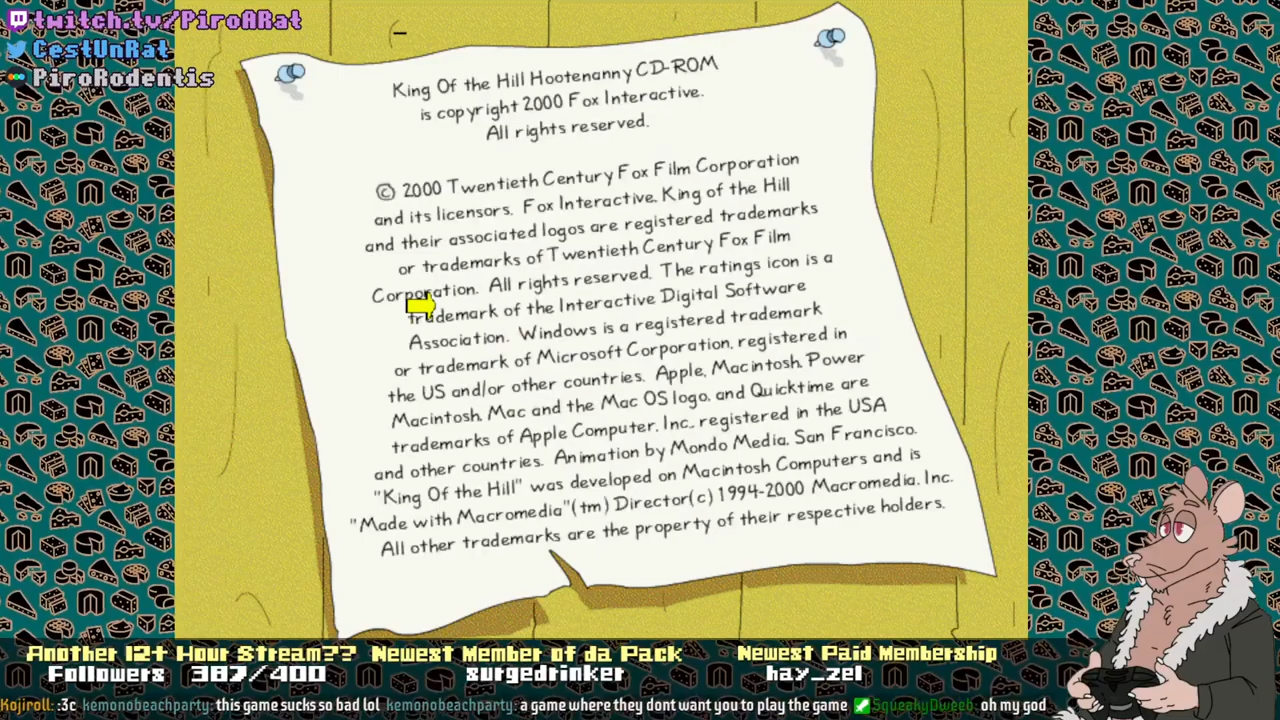 twitch.tv/PiroARat
CestUnRat
PiroRodentis
King Of the Hill Hootenanny CD-ROM
is copyright 2000 Fox Interactive.
All rights reserved.
© 2000 Twentieth Century Fox Film Corporation
and its licensors. Fox Interactive, King of the Hill
and their associated logos are registered trademarks
or trademarks of Twentieth Century Fox Film
Corporation. All rights reserved. The ratings icon is a
trademark of the Interactive Digital Software
Association. Windows is a registered trademark
or trademark of Microsoft Corporation, registered in
the US and/or other countries. Apple, Macintosh, Power
Macintosh, Mac and the Mac OS logo, and Quicktime are
trademarks of Apple Computer, Inc., registered in the USA
and other countries. Animation by Mondo Media, San Francisco.
"King Of the Hill" was developed on Macintosh Computers and is
"Made with Macromedia"(tm) Director(c) 1994-2000 Macromedia, Inc.
All other trademarks are the property of their respective holders.
Another 12+ Hour Stream?? Newest Member of da Pack Newest Paid Membership
Followers 387/400 surgedrinker hay_zel
Kojiroll: :3c kemonobeachparty: this game sucks so bad lol kemonobeachparty: a game where they dont want you to play the game SqueakyDweeb: oh my god